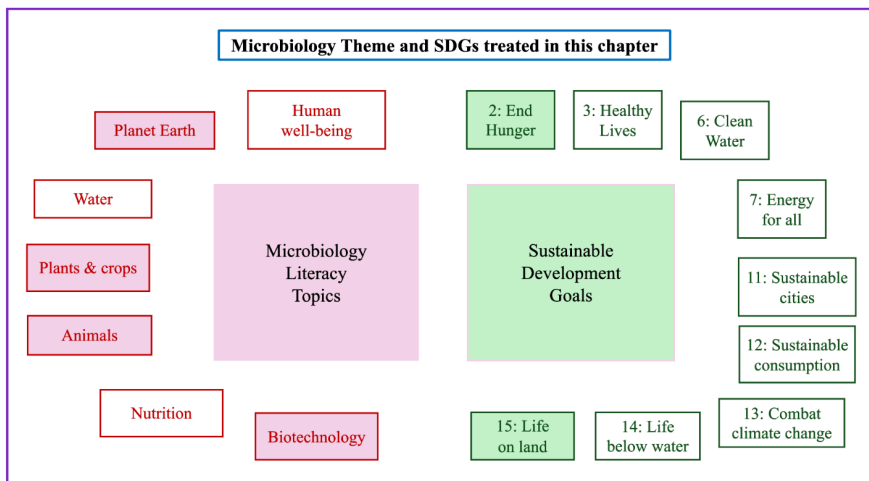 Microbiology Theme and SDGs treated in this chapter
Planet Earth
Human
well-being
Water
Plants & crops
Animals
Nutrition
Biotechnology
Microbiology
Literacy
Topics
2: End
Hunger
3: Healthy
Lives
6: Clean
Water
7: Energy
for all
11: Sustainable
cities
12: Sustainable
consumption
13: Combat
climate change
14: Life
below water
15: Life
on land
Sustainable
Development
Goals